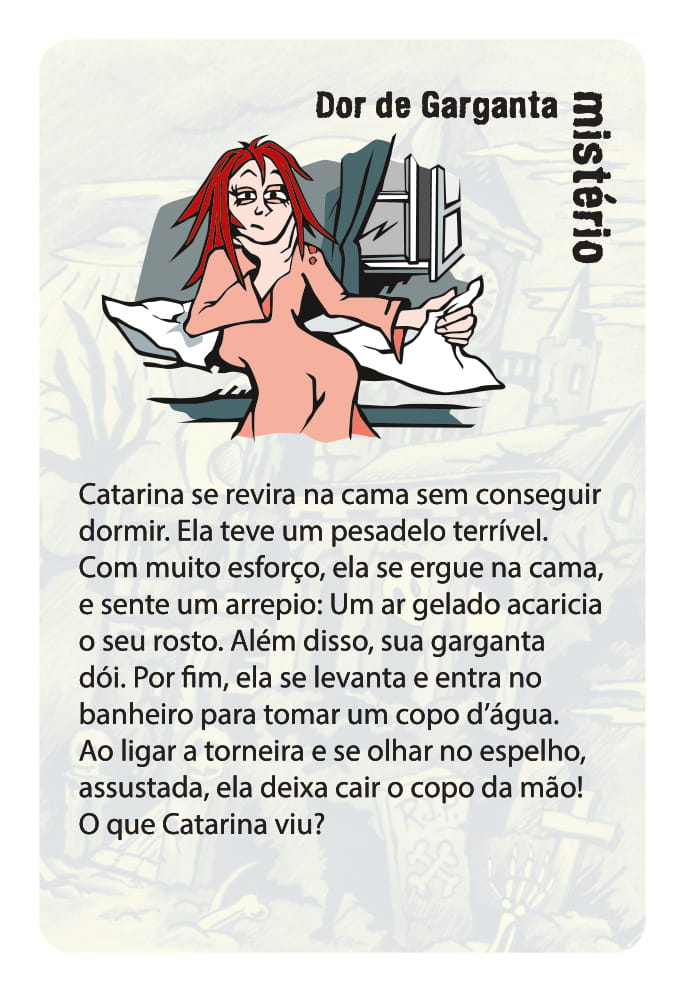 Dor de Garganta
mistério
Catarina se revira na cama sem conseguir
dormir. Ela teve um pesadelo terrível.
Com muito esforço, ela se ergue na cama,
e sente um arrepio: Um ar gelado acaricia
o seu rosto. Além disso, sua garganta
dói. Por fim, ela se levanta e entra no
banheiro para tomar um copo d’água.
Ao ligar a torneira e se olhar no espelho,
assustada, ela deixa cair o copo da mão!
O que Catarina viu?
R.I.P.